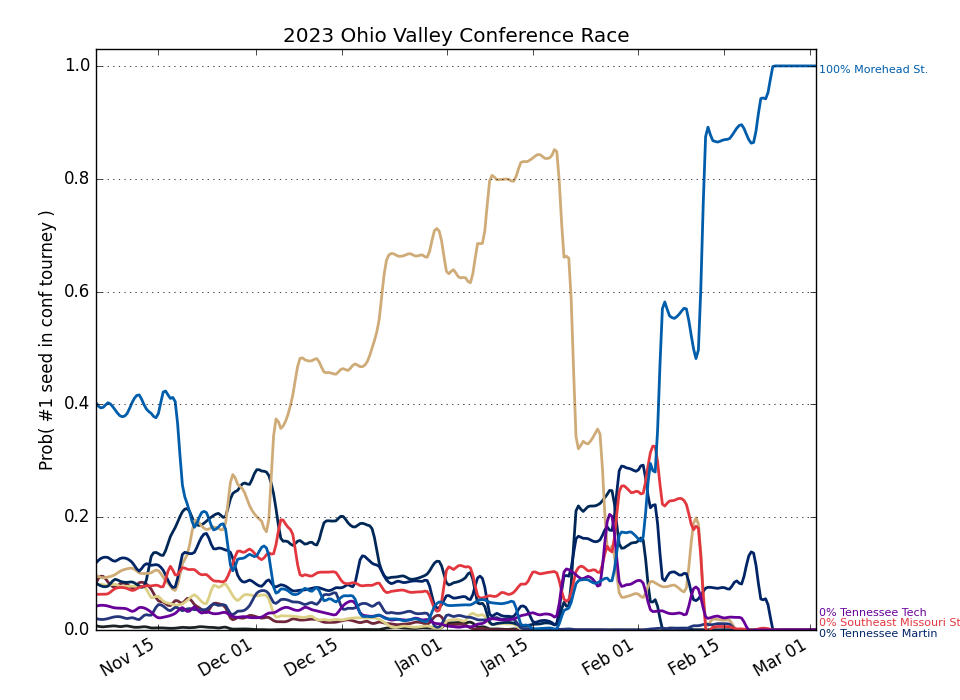 2023 Ohio Valley Conference Race
Prob( #1 seed in conf tourney )
1.0
0.8
0.6
0.4
0.2
0.0
Nov 15
Dec 01
Dec 15
Jan 01
Jan 15
Feb 01
Feb 15
Mar 01
100% Morehead St.
0% Tennessee Tech
0% Southeast Missouri St
0% Tennessee Martin